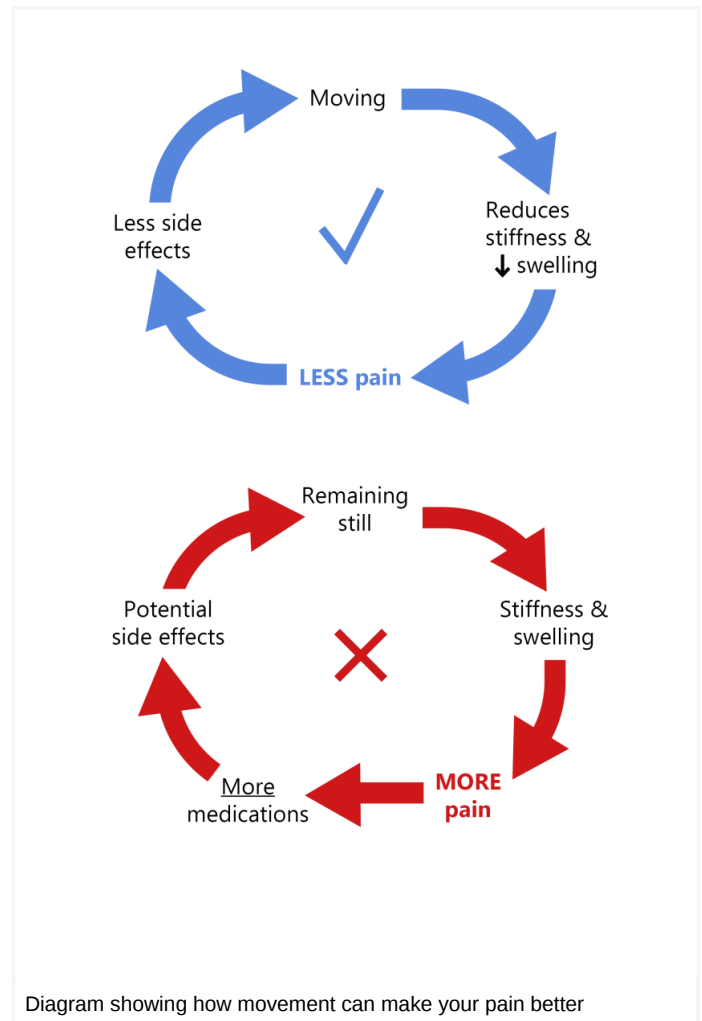 Moving
Reduces
stiffness &
↓ swelling
LESS pain
Less side
effects
Remaining
still
Stiffness &
swelling
MORE
pain
More
medications
Potential
side effects
Diagram showing how movement can make your pain better